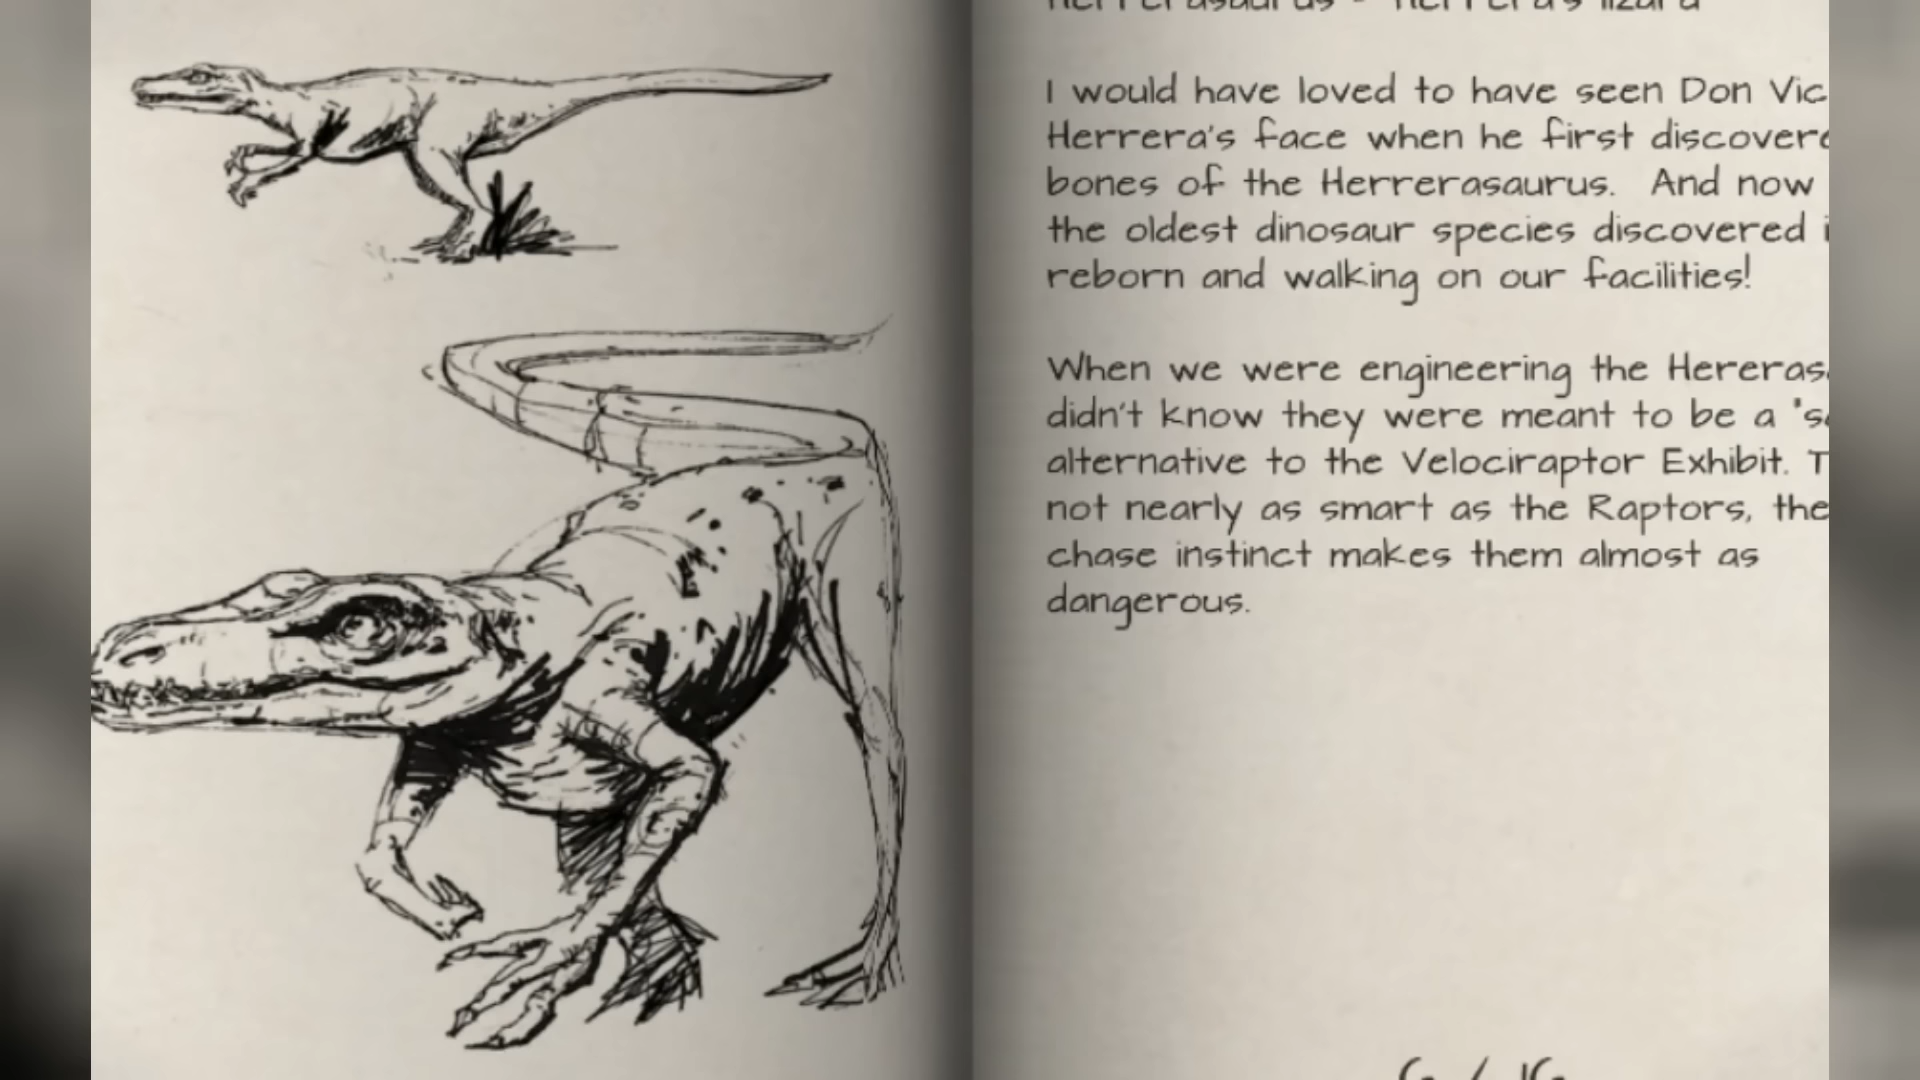 Herrerasaurus - "Herrera's lizard"
I would have loved to have seen Don Vic
Herrera's face when he first discovere
bones of the Herrerasaurus. And now
the oldest dinosaur species discovered i
reborn and walking on our facilities!
When we were engineering the Hereras
didn't know they were meant to be a "s
alternative to the Velociraptor Exhibit. T
not nearly as smart as the Raptors, the
chase instinct makes them almost as
dangerous.